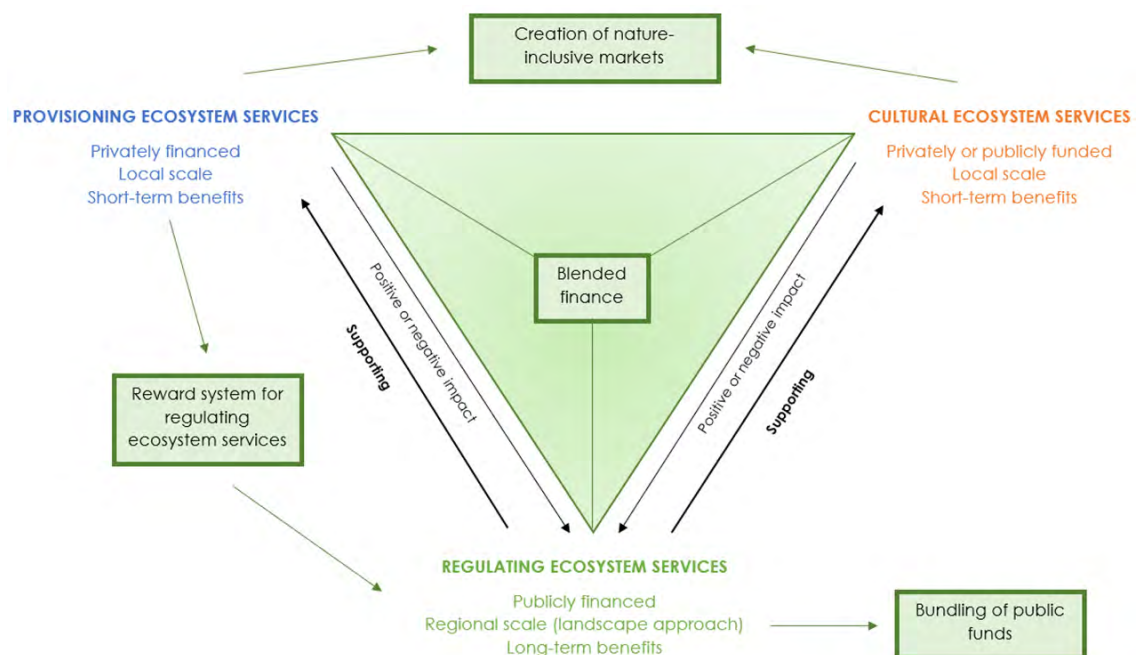 Creation of nature-
inclusive markets
PROVISIONING ECOSYSTEM SERVICES
Privately financed
Local scale
Short-term benefits
CULTURAL ECOSYSTEM SERVICES
Privately or publicly funded
Local scale
Short-term benefits
Blended
finance
Positive or negative impact
Supporting
Positive or negative impact
Supporting
Reward system for
regulating
ecosystem services
REGULATING ECOSYSTEM SERVICES
Publicly financed
Regional scale (landscape approach)
Long-term benefits
Bundling of public
funds